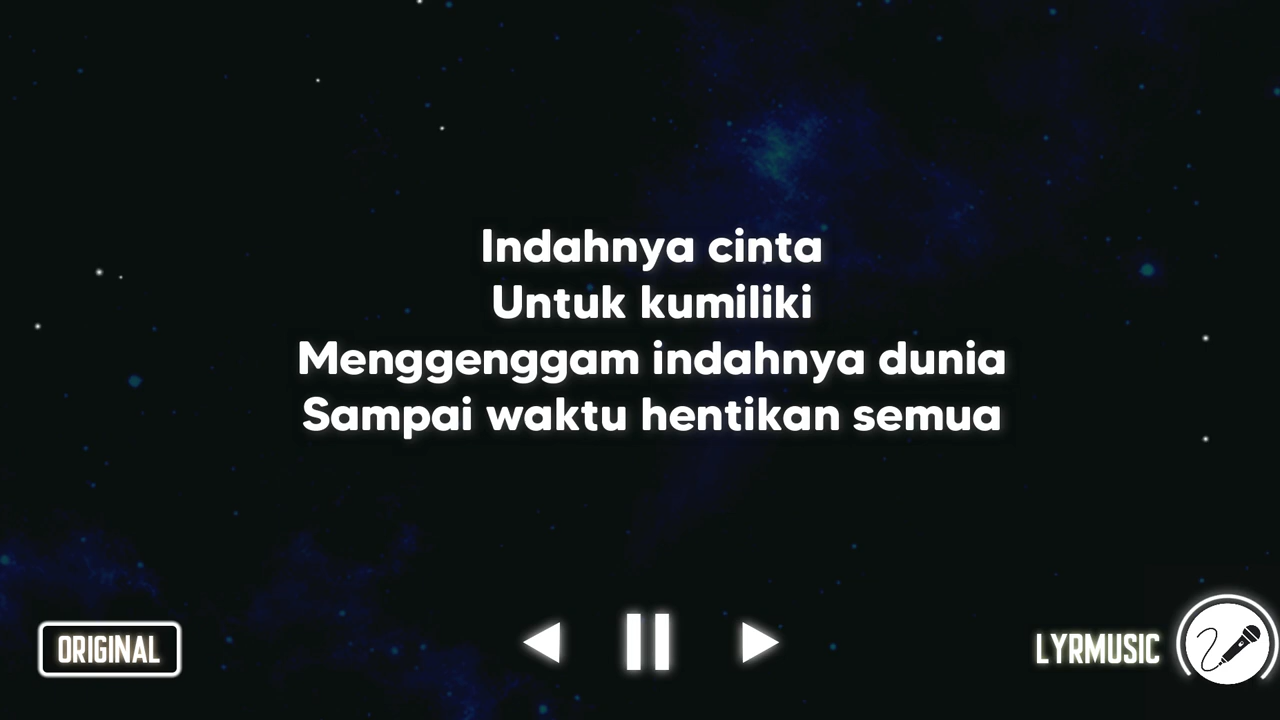 Indahnya cinta
Untuk kumiliki
Menggenggam indahnya dunia
Sampai waktu hentikan semua
ORIGINAL
LYRMUSIC